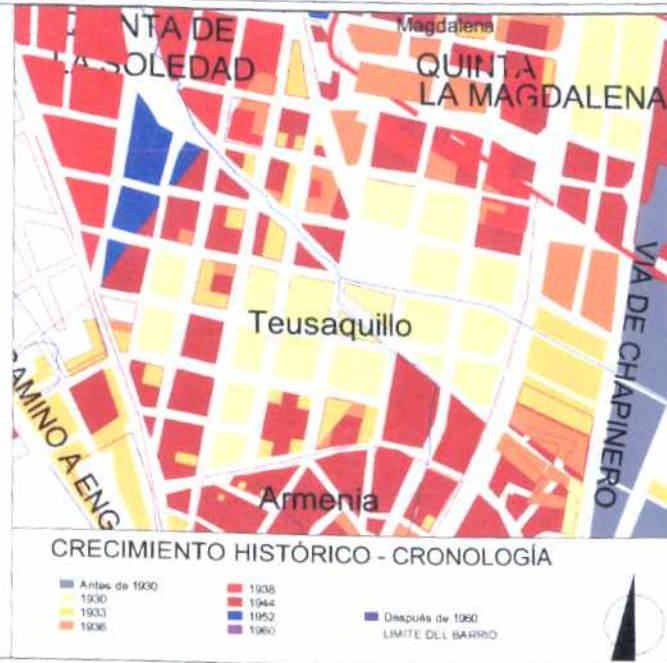 NTA DE
LA SOLEDAD
Magdalena
QUINTA
LA MAGDALENA
Teusaquillo
VIA DE CHAPINERO
AMINO A ENG
Armenia
CRECIMIENTO HISTÓRICO - CRONOLOGÍA
Antes de 1930
1930
1933
1936
1938
1944
1952
1960
Después de 1960
LIMITE DEL BARRIO